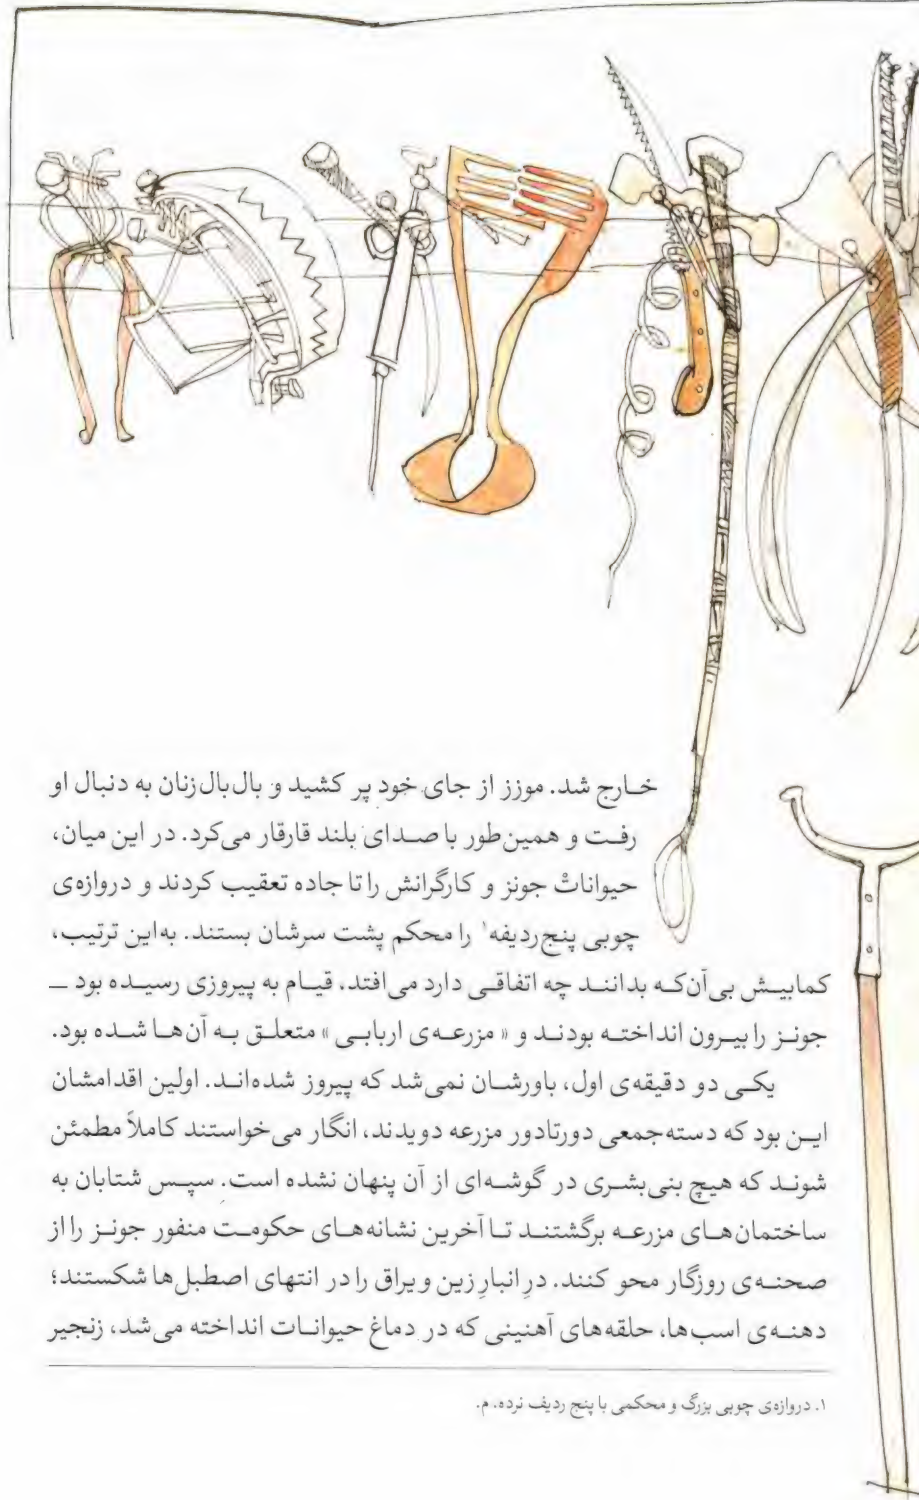 خارج شد. موزز از جای خود پر کشید و بال‌بال‌زنان به دنبال او
رفت و همین‌طور با صدای بلند قارقار می‌کرد. در این میان،
حیواناتْ جونز و کارگرانش را تا جاده تعقیب کردند و دروازه‌ی
چوبی پنج‌ردیفه۱ را محکم پشت سرشان بستند. به‌این ترتیب،
کمابیش بی‌آن‌که بدانند چه اتفاقی دارد می‌افتد، قیام به پیروزی رسیده بود —
جونز را بیرون انداخته بودند و «مزرعه‌ی اربابی» متعلق به آن‌ها شده بود.
یکی دو دقیقه‌ی اول، باورشان نمی‌شد که پیروز شده‌اند. اولین اقدامشان
این بود که دسته‌جمعی دورتادور مزرعه دویدند، انگار می‌خواستند کاملاً مطمئن
شوند که هیچ بنی‌بشری در گوشه‌ای از آن پنهان نشده است. سپس شتابان به
ساختمان‌های مزرعه برگشتند تا آخرین نشانه‌های حکومت منفور جونز را از
صحنه‌ی روزگار محو کنند. درِ انبارِ زین و یراق را در انتهای اصطبل‌ها شکستند؛
دهنه‌ی اسب‌ها، حلقه‌های آهنینی که در دماغ حیوانات انداخته می‌شد، زنجیر
۱. دروازه‌ی چوبی بزرگ و محکمی با پنج ردیف نرده. م.